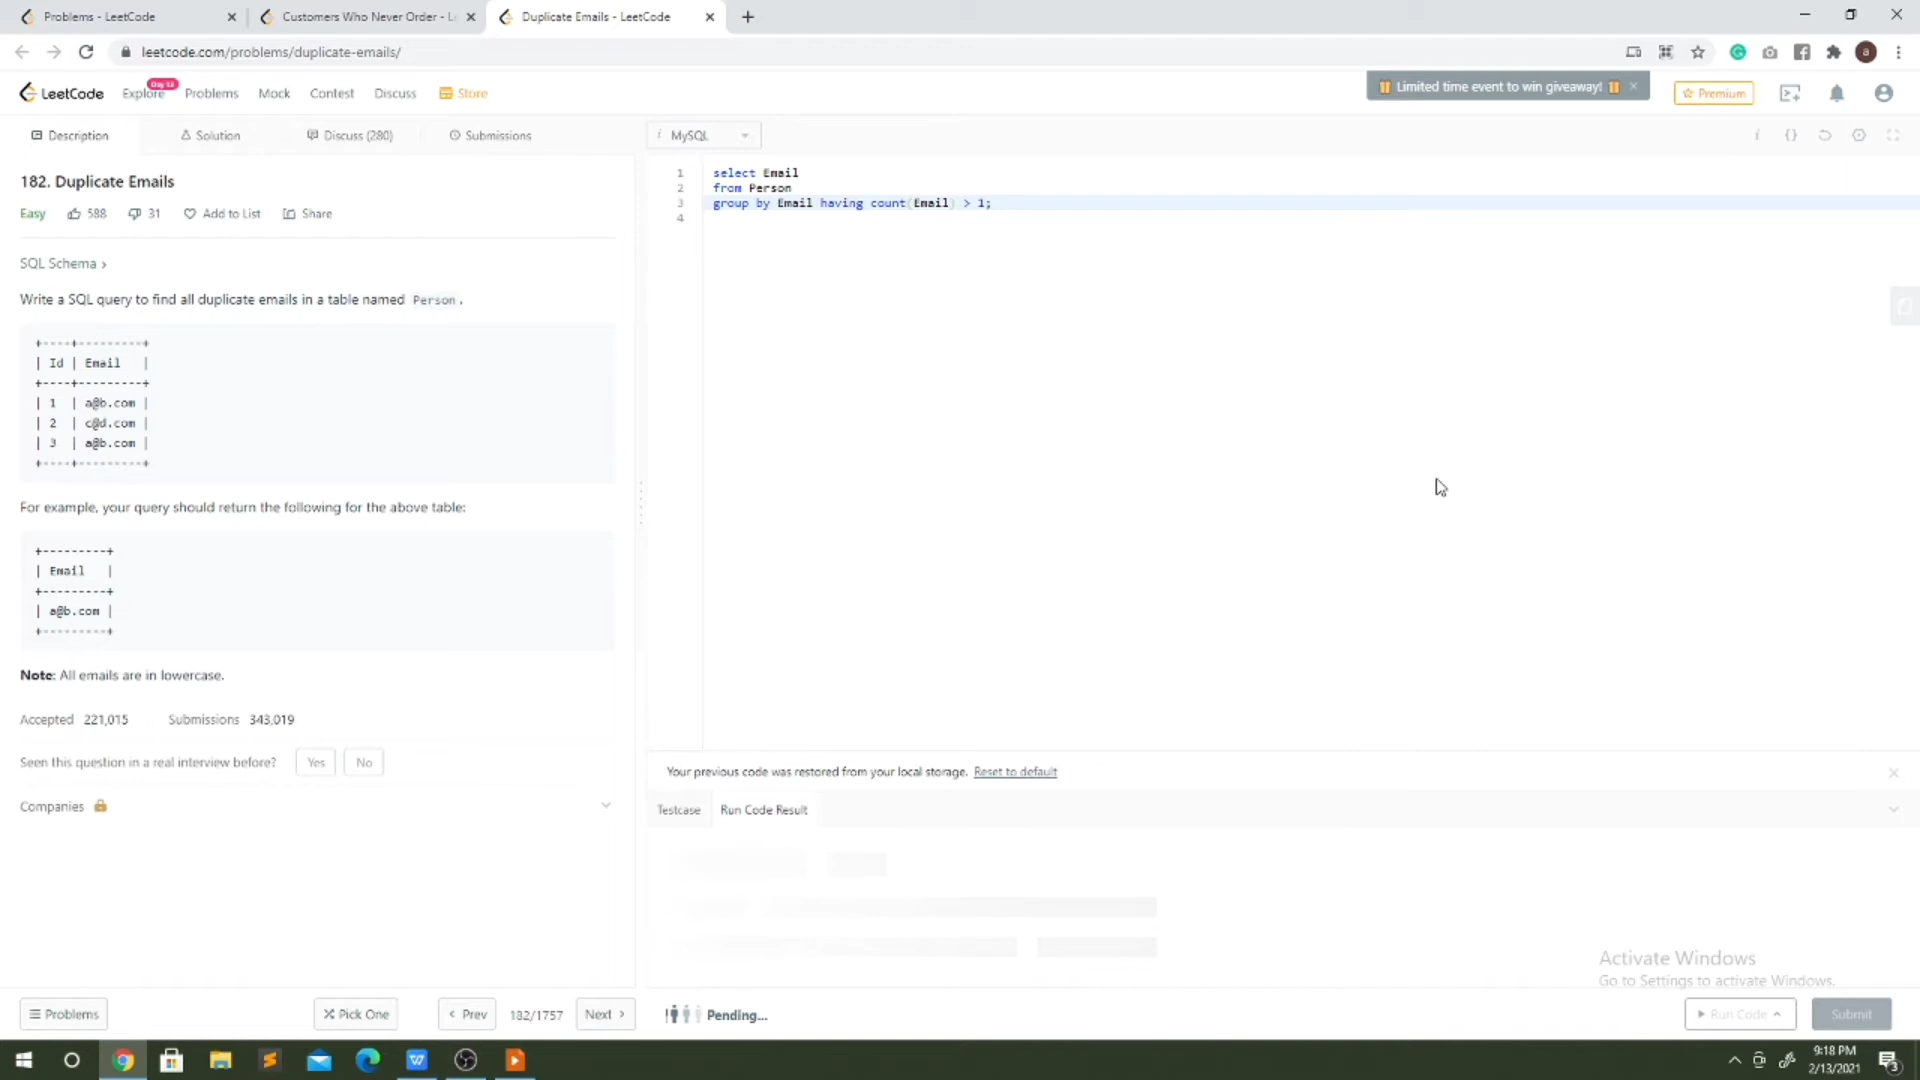 Problems - LeetCode
Customers Who Never Order - Le
Duplicate Emails - LeetCode
leetcode.com/problems/duplicate-emails/
a
LeetCode
Explore
Day 13
Problems
Mock
Contest
Discuss
Store
Limited time event to win giveaway!
Premium
Description
Solution
Discuss (280)
Submissions
i MySQL
182. Duplicate Emails
Easy 588 31 Add to List Share
SQL Schema >
Write a SQL query to find all duplicate emails in a table named Person.
+----+---------+
| Id | Email   |
+----+---------+
| 1  | a@b.com |
| 2  | c@d.com |
| 3  | a@b.com |
+----+---------+
For example, your query should return the following for the above table:
+---------+
| Email   |
+---------+
| a@b.com |
+---------+
Note: All emails are in lowercase.
Accepted 221,015 Submissions 343,019
Seen this question in a real interview before? Yes No
Companies
1 select Email
2 from Person
3 group by Email having count(Email) > 1;
4
Your previous code was restored from your local storage. Reset to default
Testcase Run Code Result
Activate Windows
Go to Settings to activate Windows.
Problems
Pick One
< Prev
182/1757
Next >
Pending...
Run Code
Submit
9:18 PM
2/13/2021
3